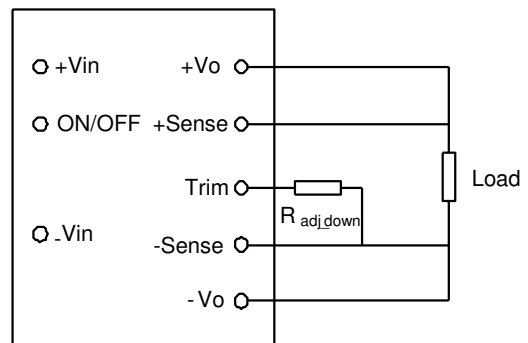 +Vin +Vo
ON/OFF +Sense
Trim
Load
R adj_down
-Vin
-Sense
-Vo